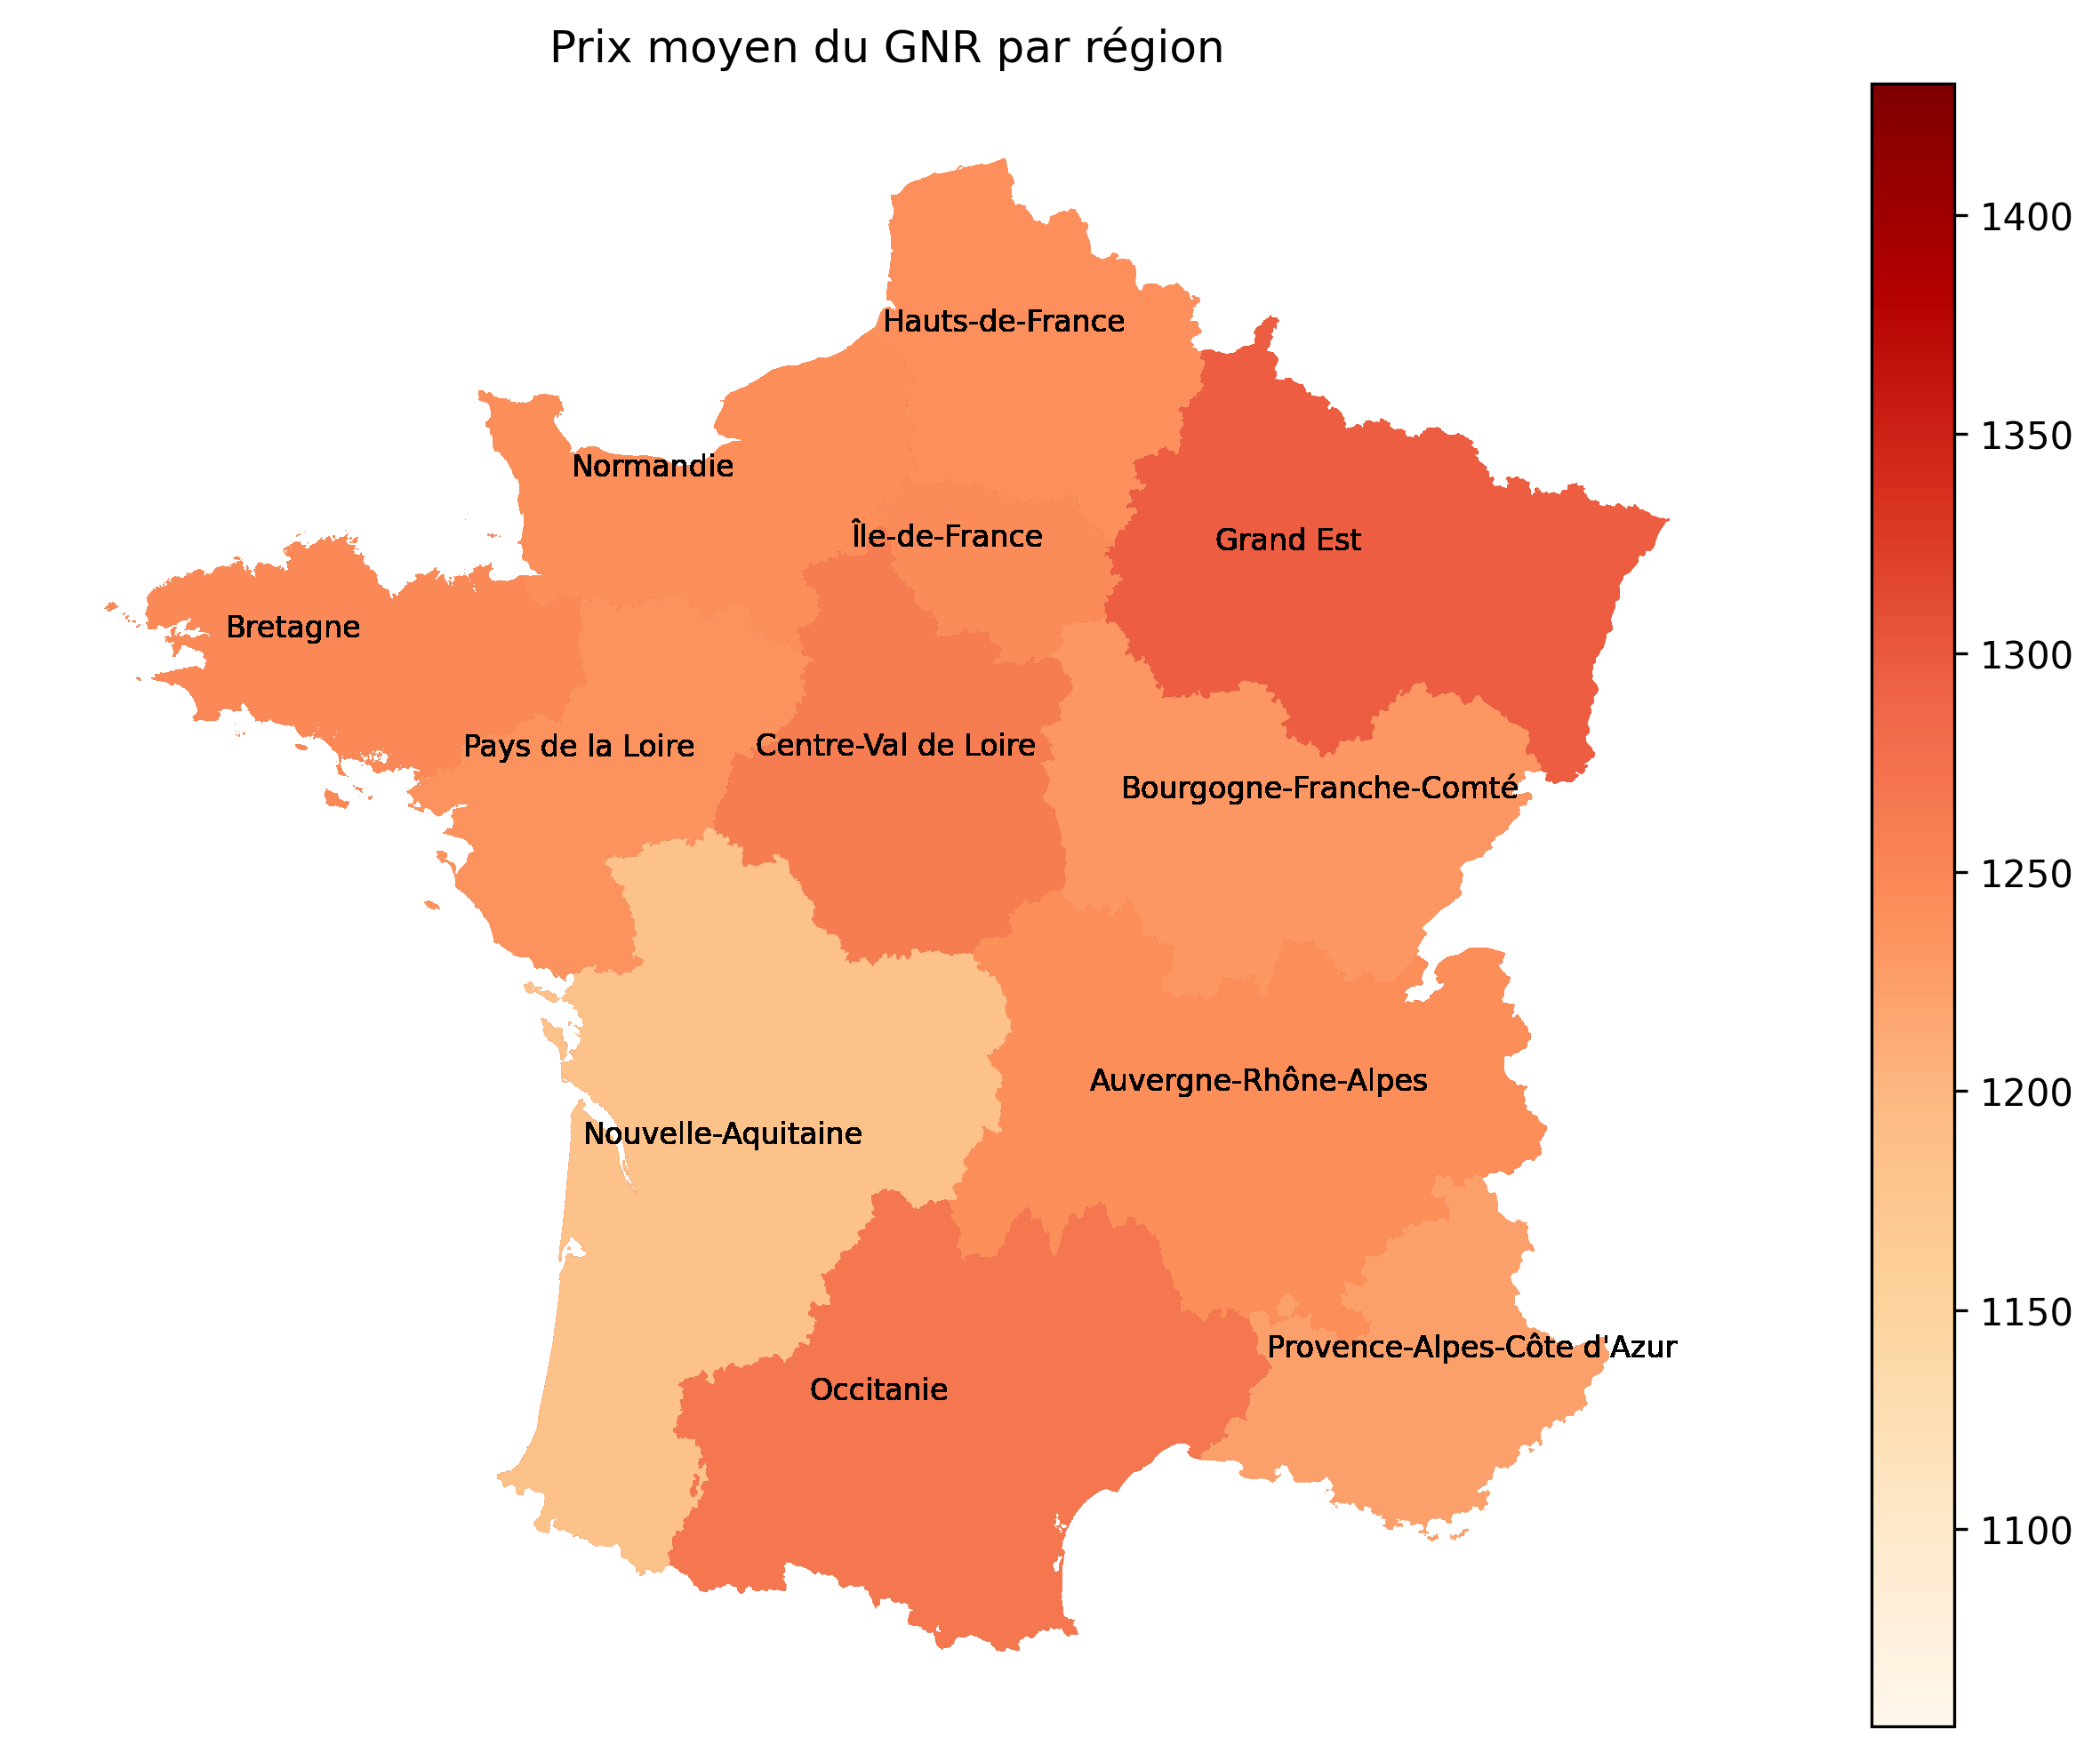 Prix moyen du GNR par région
Hauts-de-France
Normandie
Île-de-France
Grand Est
Bretagne
Pays de la Loire
Centre-Val de Loire
Bourgogne-Franche-Comté
Auvergne-Rhône-Alpes
Nouvelle-Aquitaine
Provence-Alpes-Côte d'Azur
Occitanie
1400
1350
1300
1250
1200
1150
1100